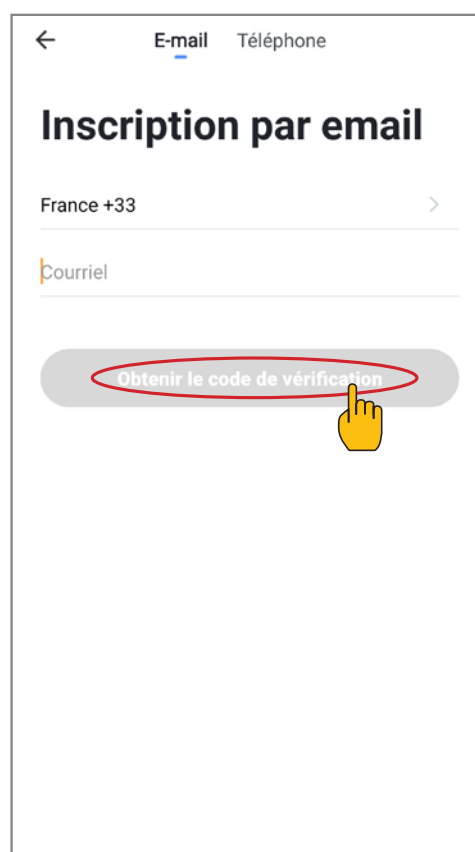 E-mail Téléphone
Inscription par email
France +33
Courriel
Obtenir le code de vérification